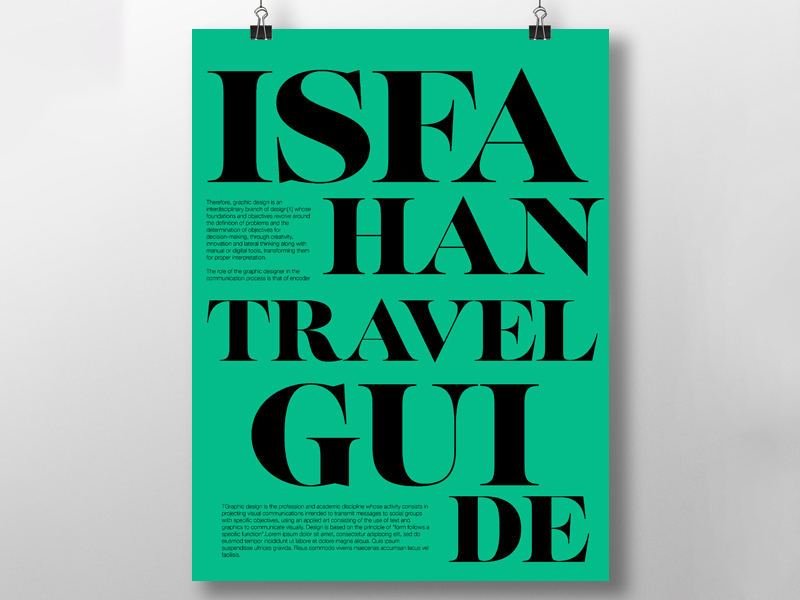 ISFA
HAN
Therefore, graphic design is an
interdisciplinary branch of design[1] whose
foundations and objectives revolve around
the definition of problems and the
determination of objectives for
decision-making, through creativity,
innovation and lateral thinking along with
manual or digital tools, transforming them
for proper interpretation.
The role of the graphic designer in the
communication process is that of encoder
TRAVEL
GUI
DE
"Graphic design is the profession and academic discipline whose activity consists in
projecting visual communications intended to transmit messages to social groups
with specific objectives, using an applied art consisting of the use of text and
graphics to communicate visually. Design is based on the principle of "form follows a
specific function".Lorem ipsum dolor sit amet, consectetur adipiscing elit, sed do
eiusmod tempor incididunt ut labore et dolore magna aliqua. Quis ipsum
suspendisse ultrices gravida. Risus commodo viverra maecenas accumsan lacus vel
facilisis.